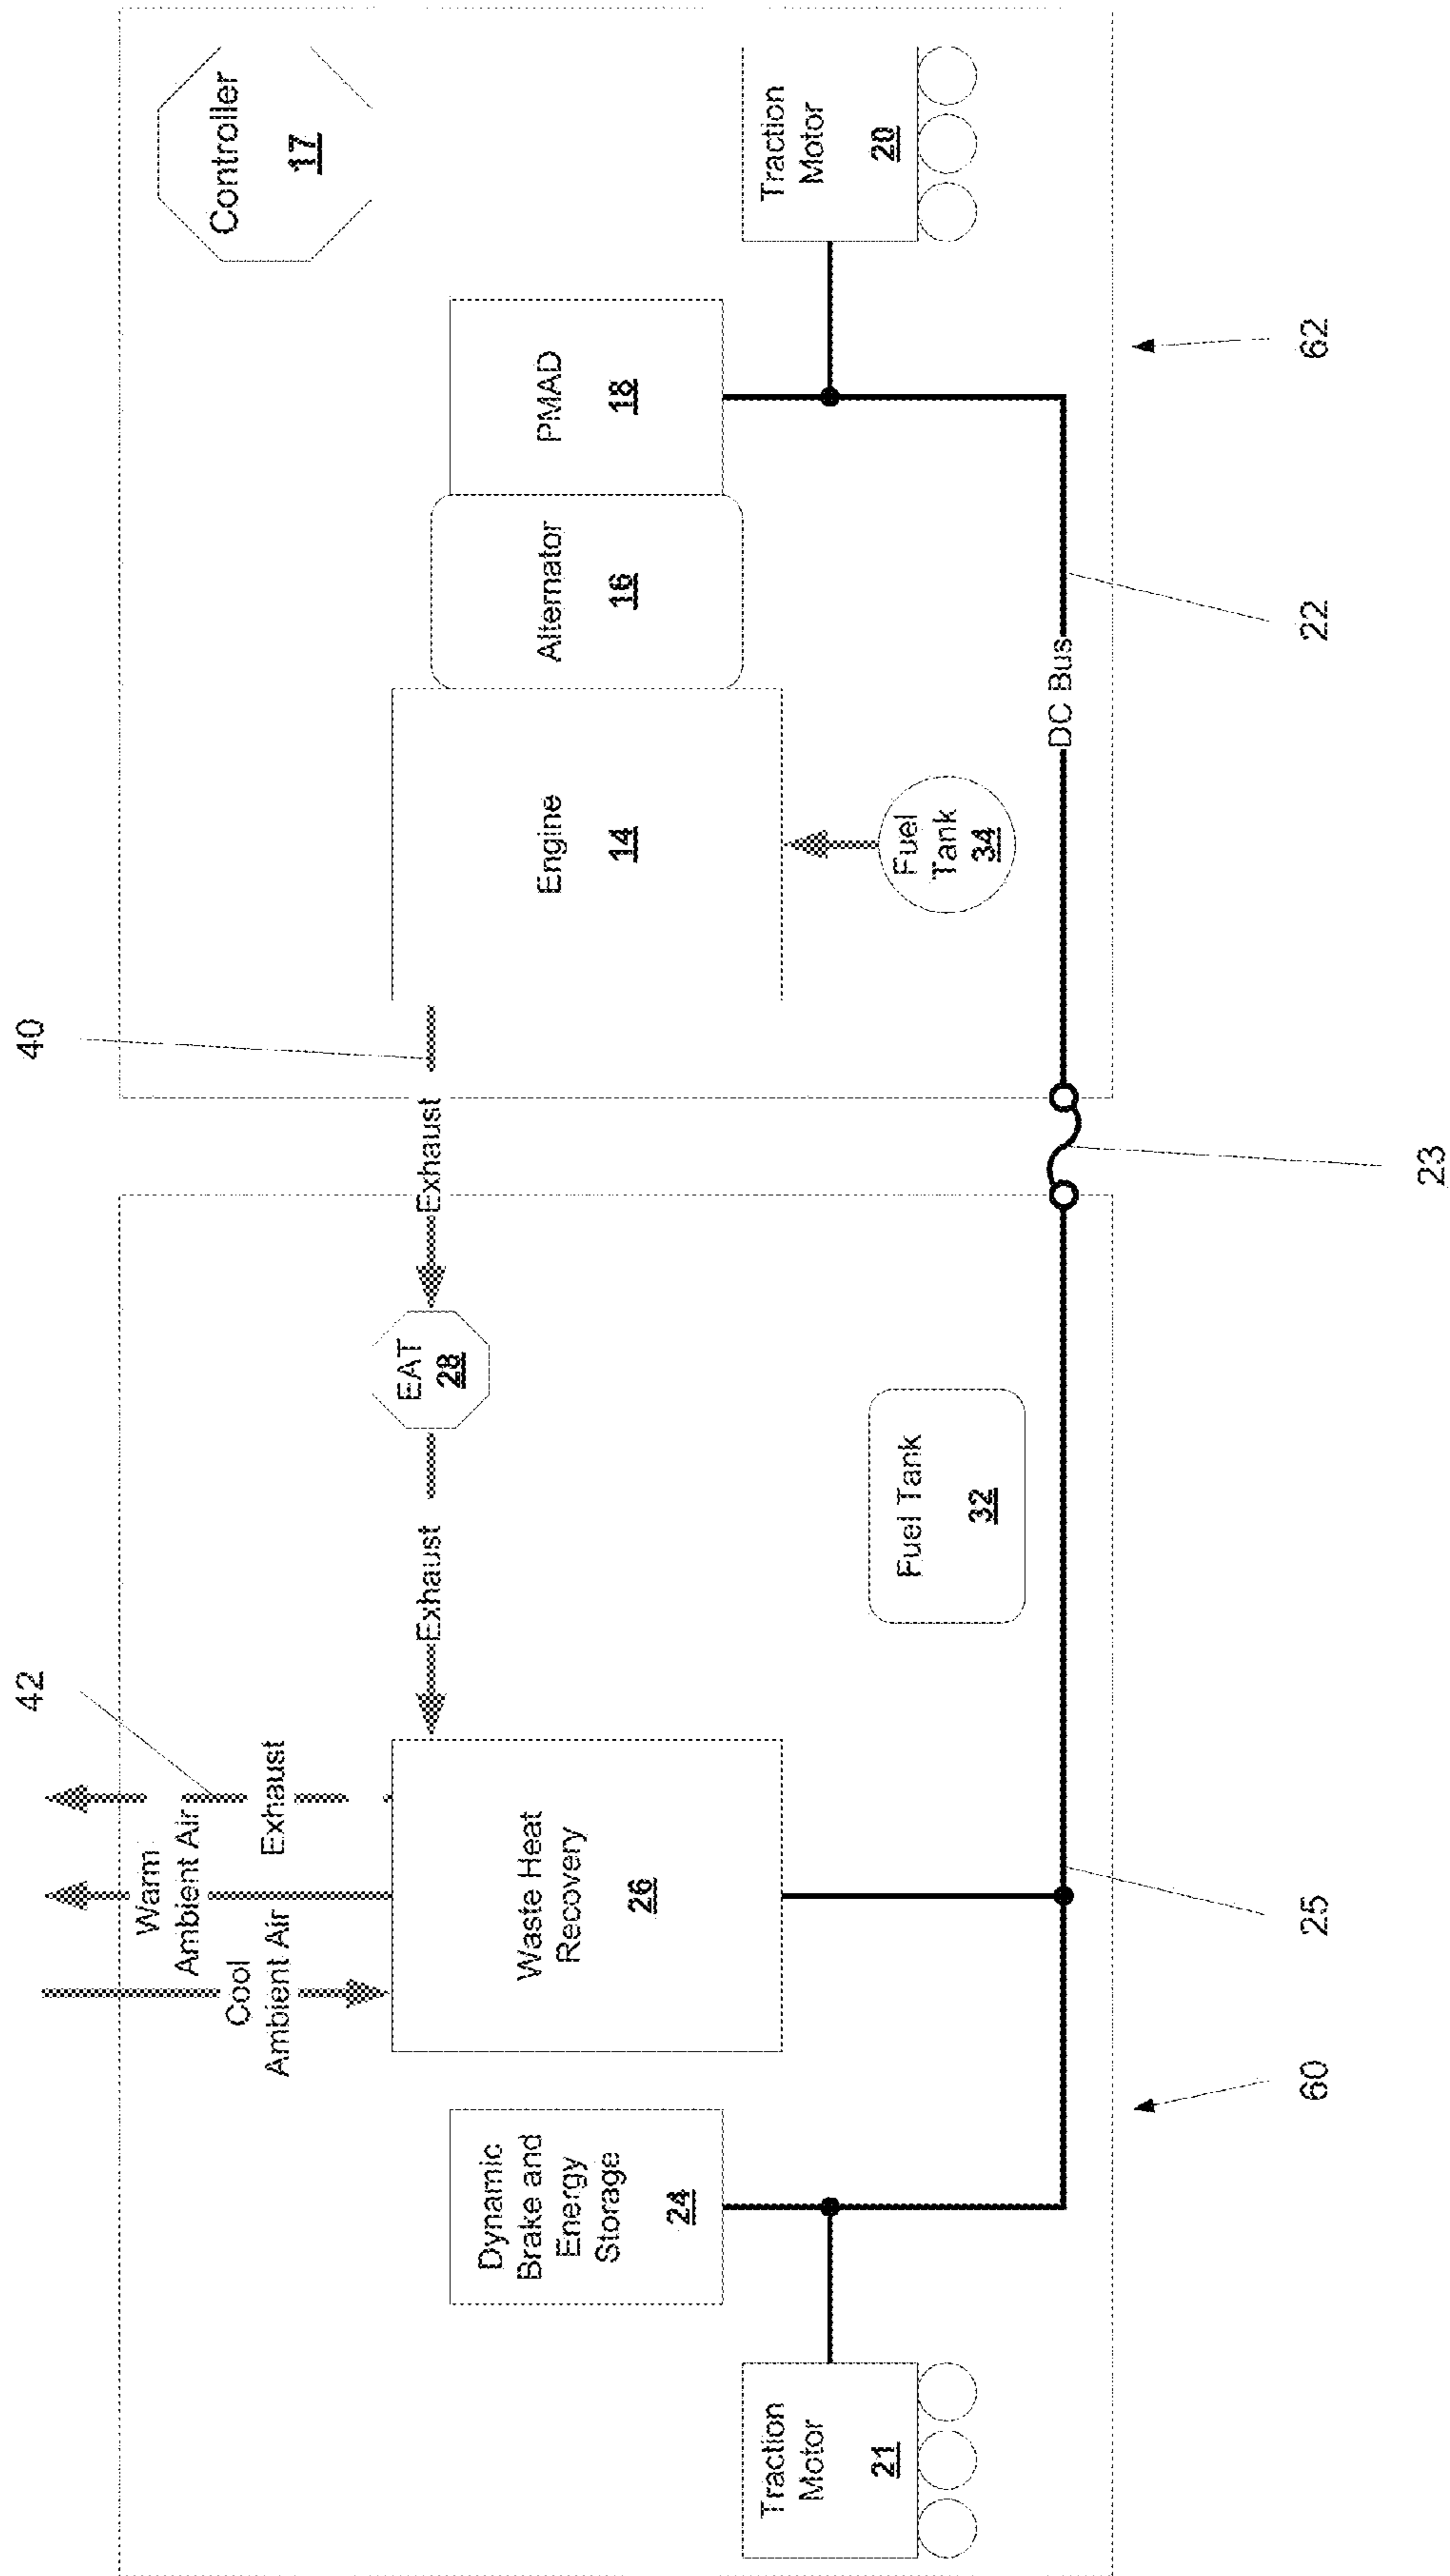 40
42
Controller
17
Warm
Ambient Air
Exhaust
Cool
Ambient Air
Exhaust
EAT
28
Exhaust
Dynamic
Brake and
Energy
Storage
24
Waste Heat
Recovery
26
Engine
14
Alternator
16
PMAD
18
Traction
Motor
21
Fuel Tank
32
Fuel
Tank
34
Traction
Motor
20
DC Bus
60
25
23
22
62